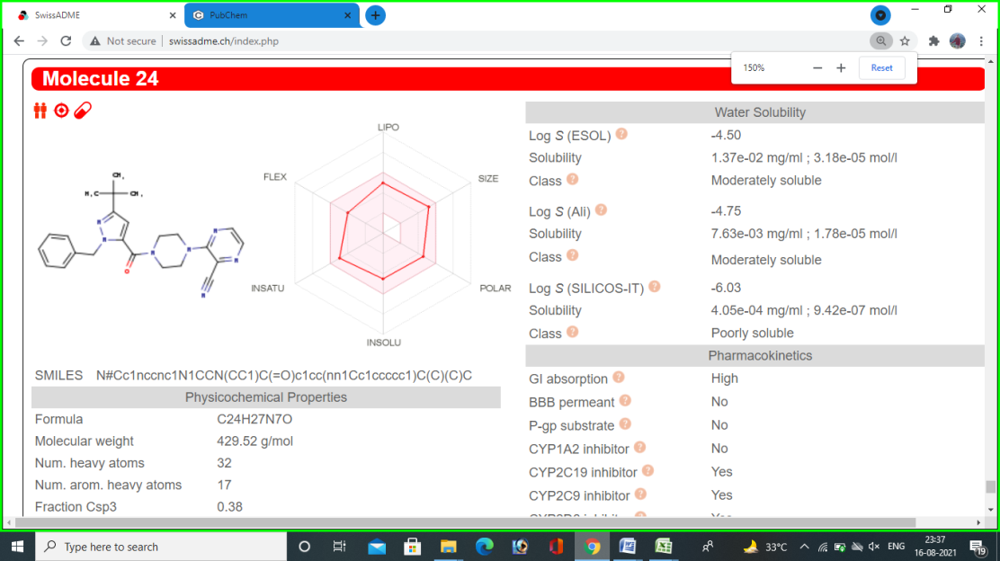 SwissADME
PubChem
Not secure | swissadme.ch/index.php
150%
Reset
Molecule 24
LIPO
FLEX
SIZE
INSATU
POLAR
INSOLU
CH,
H,C
CH,
N
N
N
N
N
N
O
N
SMILES N#Cc1nccnc1N1CCN(CC1)C(=O)c1cc(nn1Cc1ccccc1)C(C)(C)C
Physicochemical Properties
Formula C24H27N7O
Molecular weight 429.52 g/mol
Num. heavy atoms 32
Num. arom. heavy atoms 17
Fraction Csp3 0.38
Water Solubility
Log S (ESOL) ? -4.50
Solubility 1.37e-02 mg/ml ; 3.18e-05 mol/l
Class ? Moderately soluble
Log S (Ali) ? -4.75
Solubility 7.63e-03 mg/ml ; 1.78e-05 mol/l
Class ? Moderately soluble
Log S (SILICOS-IT) ? -6.03
Solubility 4.05e-04 mg/ml ; 9.42e-07 mol/l
Class ? Poorly soluble
Pharmacokinetics
GI absorption ? High
BBB permeant ? No
P-gp substrate ? No
CYP1A2 inhibitor ? No
CYP2C19 inhibitor ? Yes
CYP2C9 inhibitor ? Yes
Type here to search
33°C
ENG
23:37
16-08-2021
19